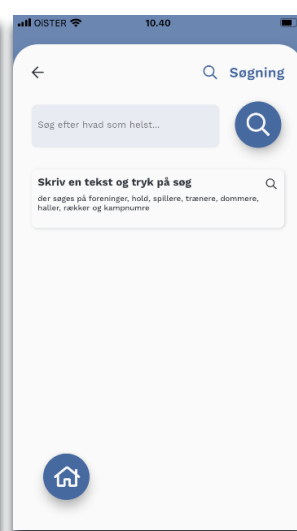 OiSTER 10.40
Søgning
Søg efter hvad som helst...
Skriv en tekst og tryk på søg
der søges på foreninger, hold, spillere, trænere, dommere,
haller, rækker og kampnumre